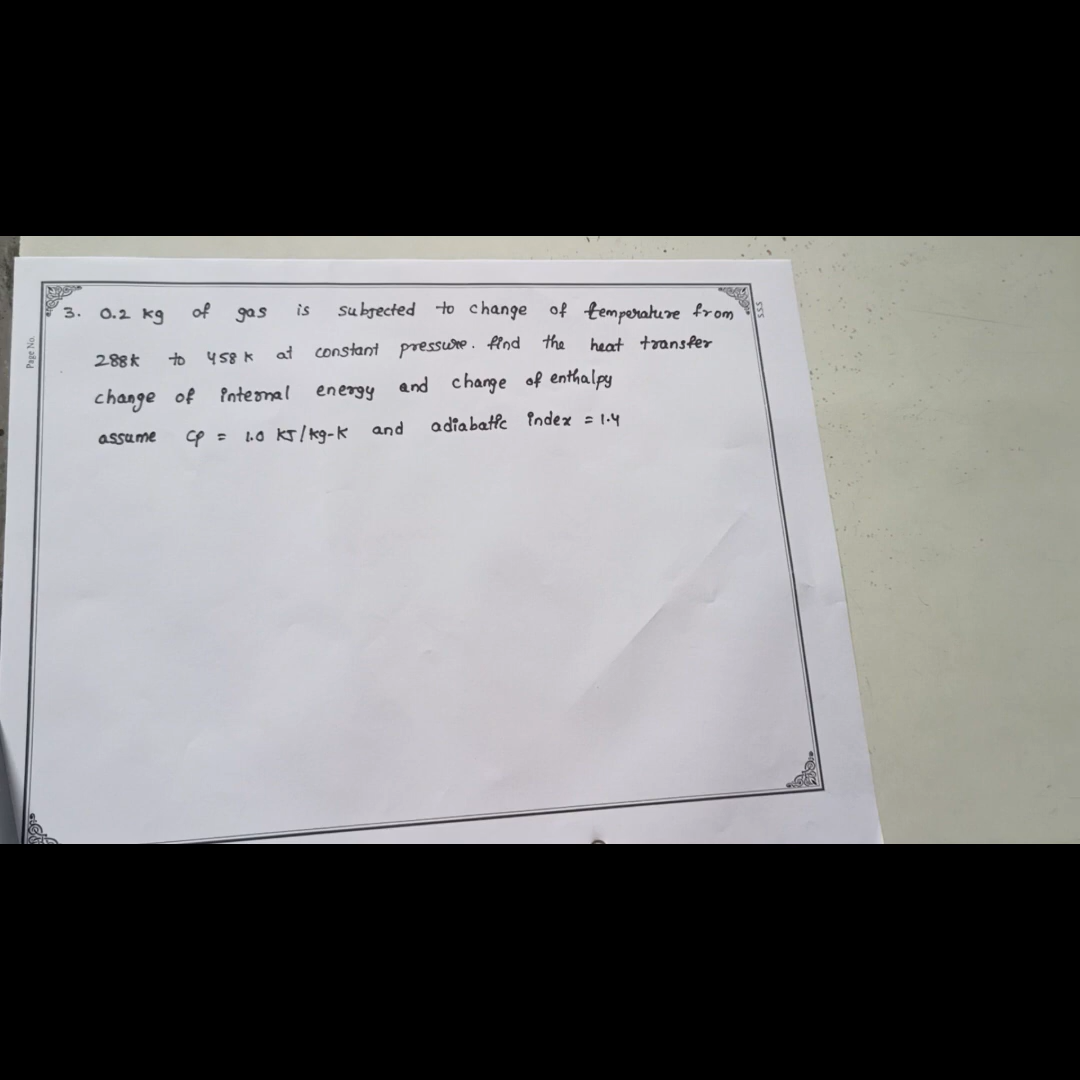 Page No.
S.S.S
3. 0.2 kg of gas is subjected to change of temperature from
288k to 458 K at constant pressure. find the heat transfer
change of internal energy and change of enthalpy
assume cp = 1.0 KJ/kg-K and adiabatic index = 1.4